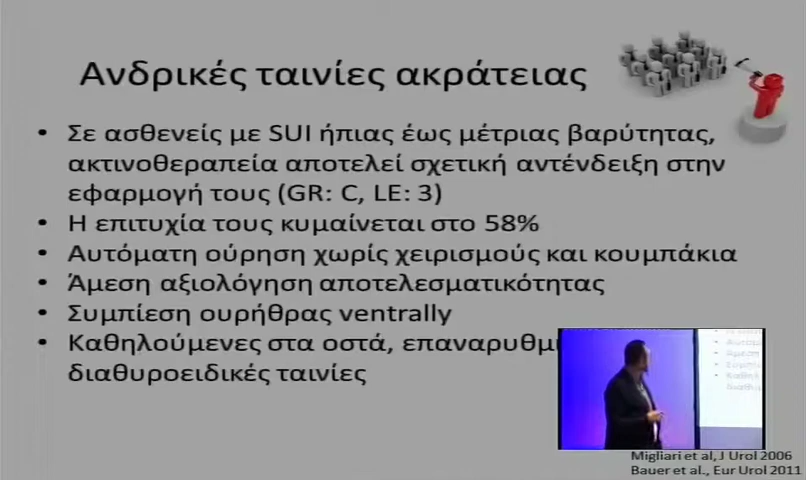 Ανδρικές ταινίες ακράτειας
• Σε ασθενείς με SUI ήπιας έως μέτριας βαρύτητας,
ακτινοθεραπεία αποτελεί σχετική αντένδειξη στην
εφαρμογή τους (GR: C, LE: 3)
• Η επιτυχία τους κυμαίνεται στο 58%
• Αυτόματη ούρηση χωρίς χειρισμούς και κουμπάκια
• Άμεση αξιολόγηση αποτελεσματικότητας
• Συμπίεση ουρήθρας ventrally
• Καθηλούμενες στα οστά,
διαθυροειδικές ταινίες
Migliari et al, J Urol 2006
Bauer et al., Eur Urol 2011